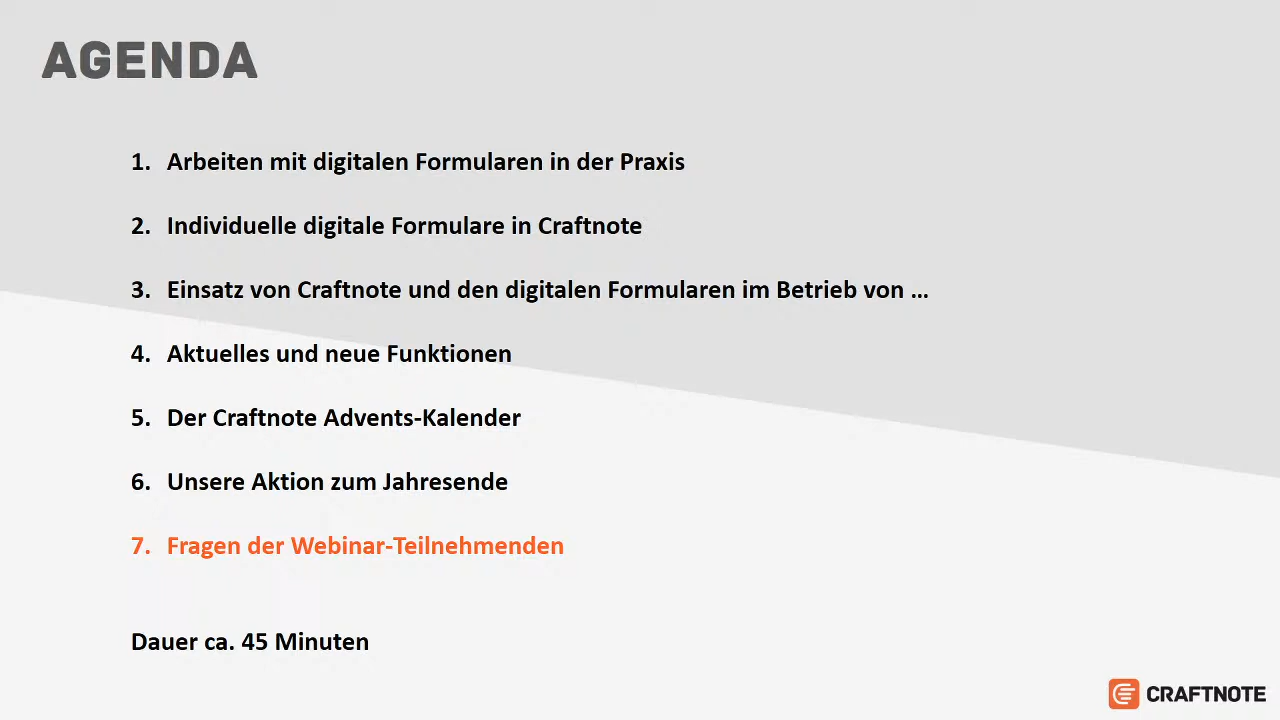 AGENDA
1. Arbeiten mit digitalen Formularen in der Praxis
2. Individuelle digitale Formulare in Craftnote
3. Einsatz von Craftnote und den digitalen Formularen im Betrieb von ...
4. Aktuelles und neue Funktionen
5. Der Craftnote Advents-Kalender
6. Unsere Aktion zum Jahresende
7. Fragen der Webinar-Teilnehmenden
Dauer ca. 45 Minuten
CRAFTNOTE